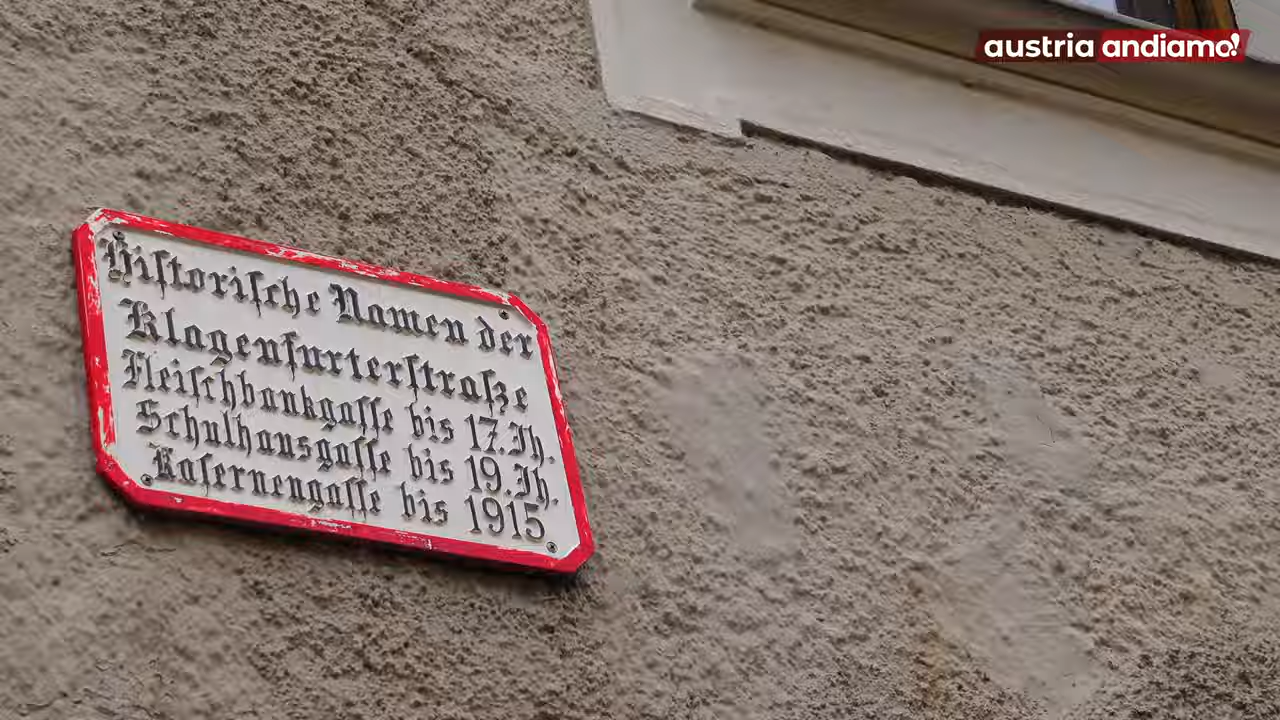 austria andiamo!
Historische Namen der
Klagenfurterstraße
Fleischbankgasse bis 17. Jh.
Schulhausgasse bis 19. Jh.
Kasernengasse bis 1915